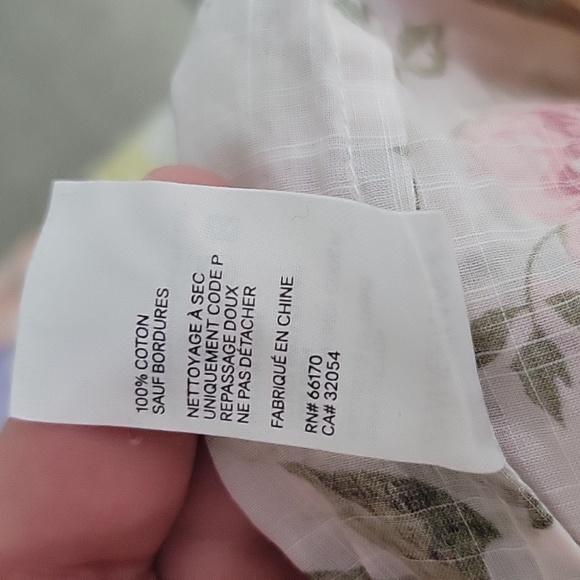 100% COTON
SAUF BORDURES
NETTOYAGE À SEC
UNIQUEMENT CODE P
REPASSAGE DOUX
NE PAS DÉTACHER
FABRIQUÉ EN CHINE
RN# 66170
CA# 32054